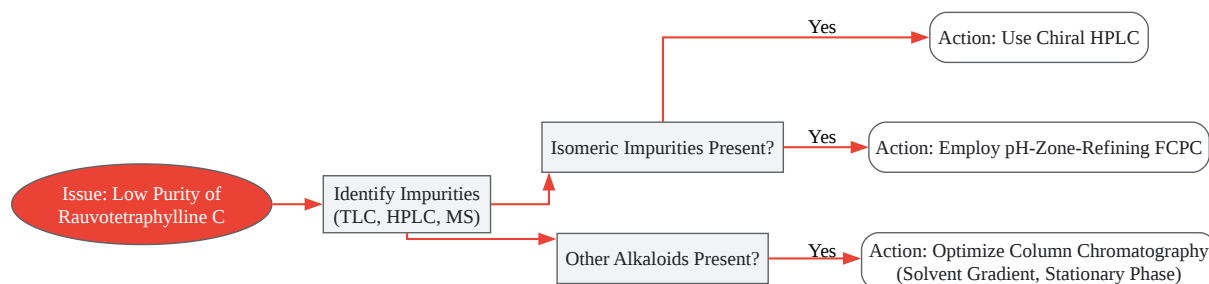 Issue: Low Purity of
Rauvotetraphylline C
Identify Impurities
(TLC, HPLC, MS)
Isomeric Impurities Present?
Yes
Action: Use Chiral HPLC
Yes
Action: Employ pH-Zone-Refining FCPC
Other Alkaloids Present?
Yes
Action: Optimize Column Chromatography
(Solvent Gradient, Stationary Phase)